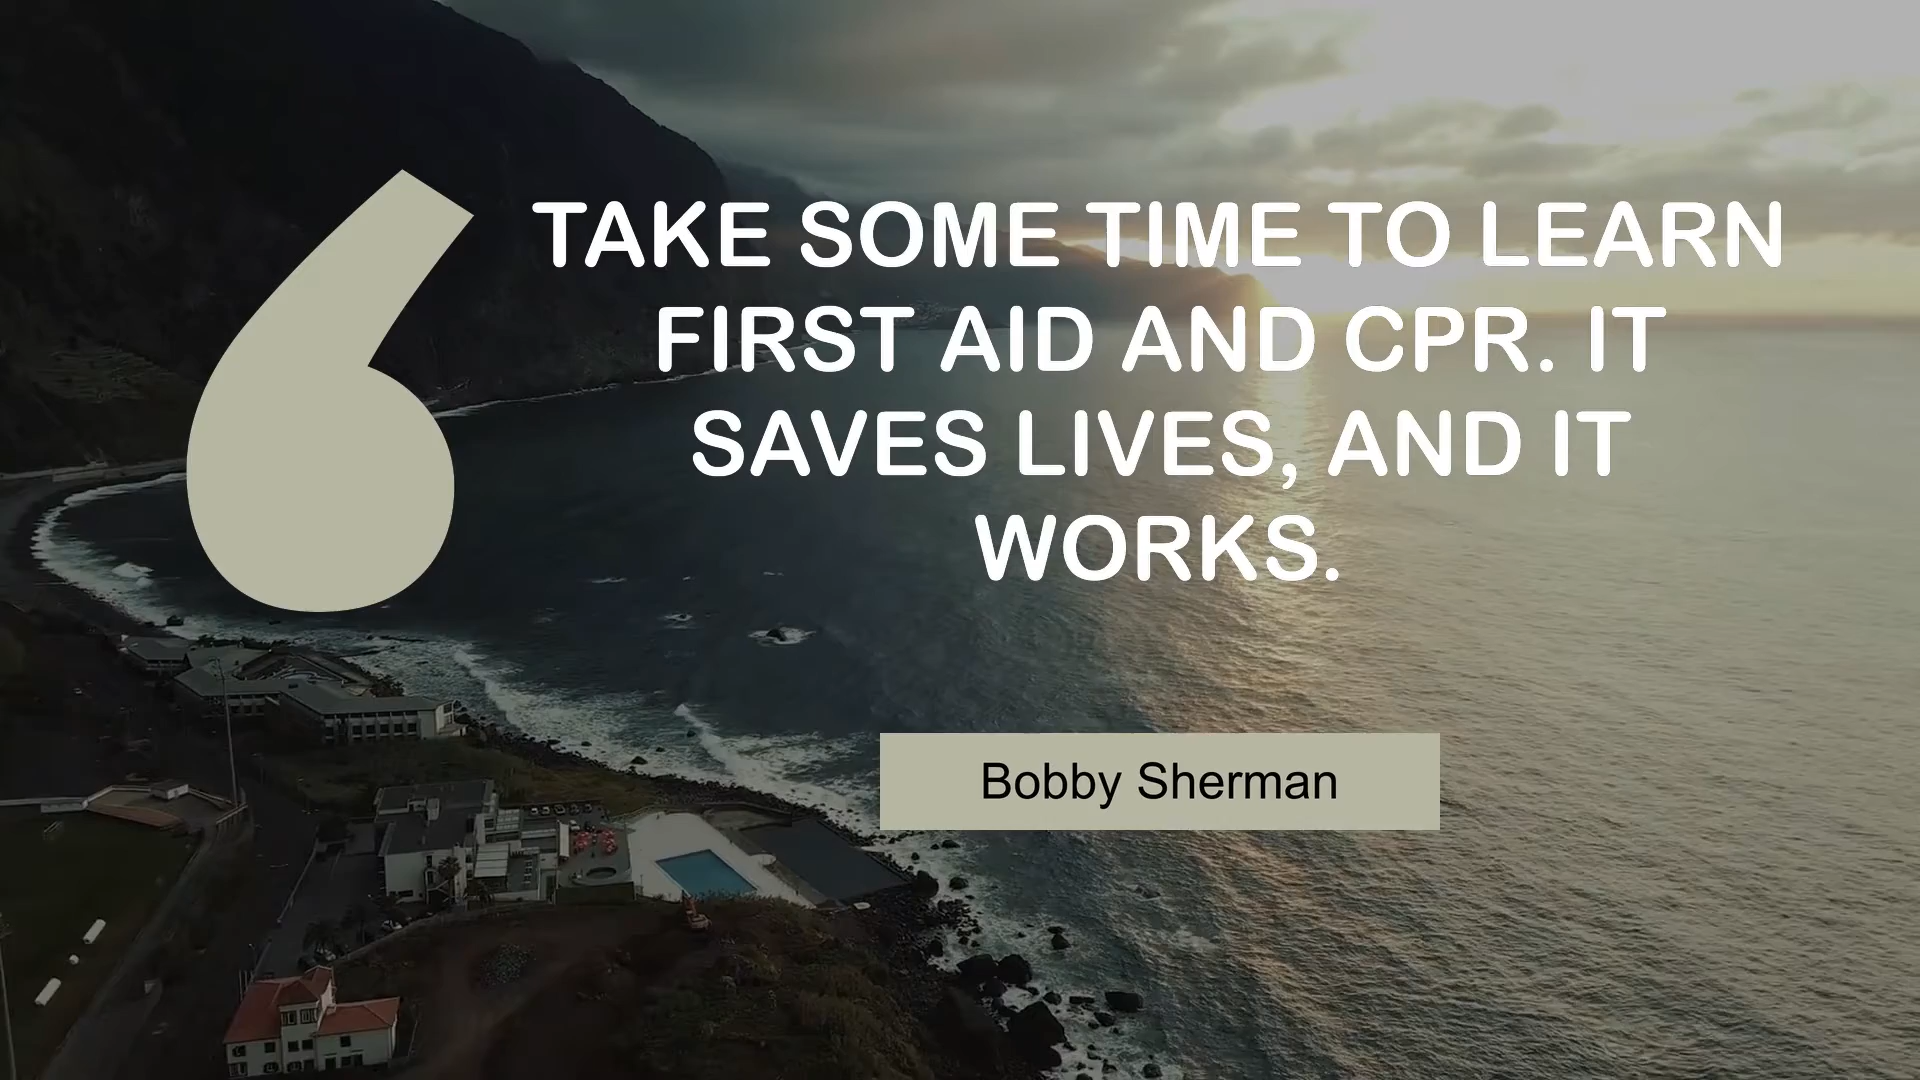 TAKE SOME TIME TO LEARN
FIRST AID AND CPR. IT
SAVES LIVES, AND IT
WORKS.
Bobby Sherman